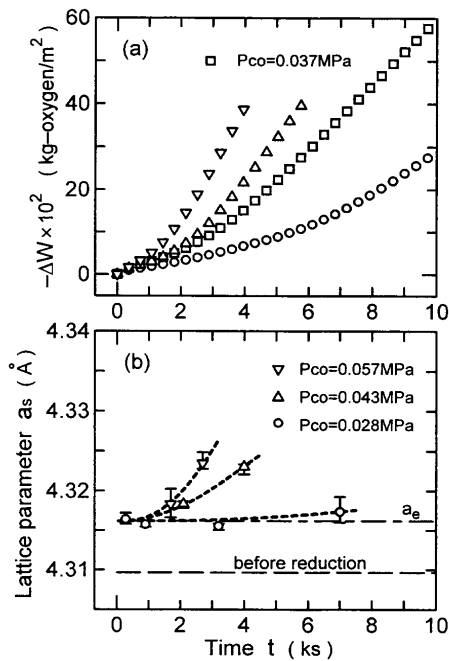 (a)
Pco=0.037MPa
−ΔW×10² ( kg–oxygen/m² )
60
40
20
0
(b)
Pco=0.057MPa
Pco=0.043MPa
Pco=0.028MPa
Lattice parameter as ( Å )
4.34
4.33
4.32
4.31
ae
before reduction
0 2 4 6 8 10
Time t ( ks )